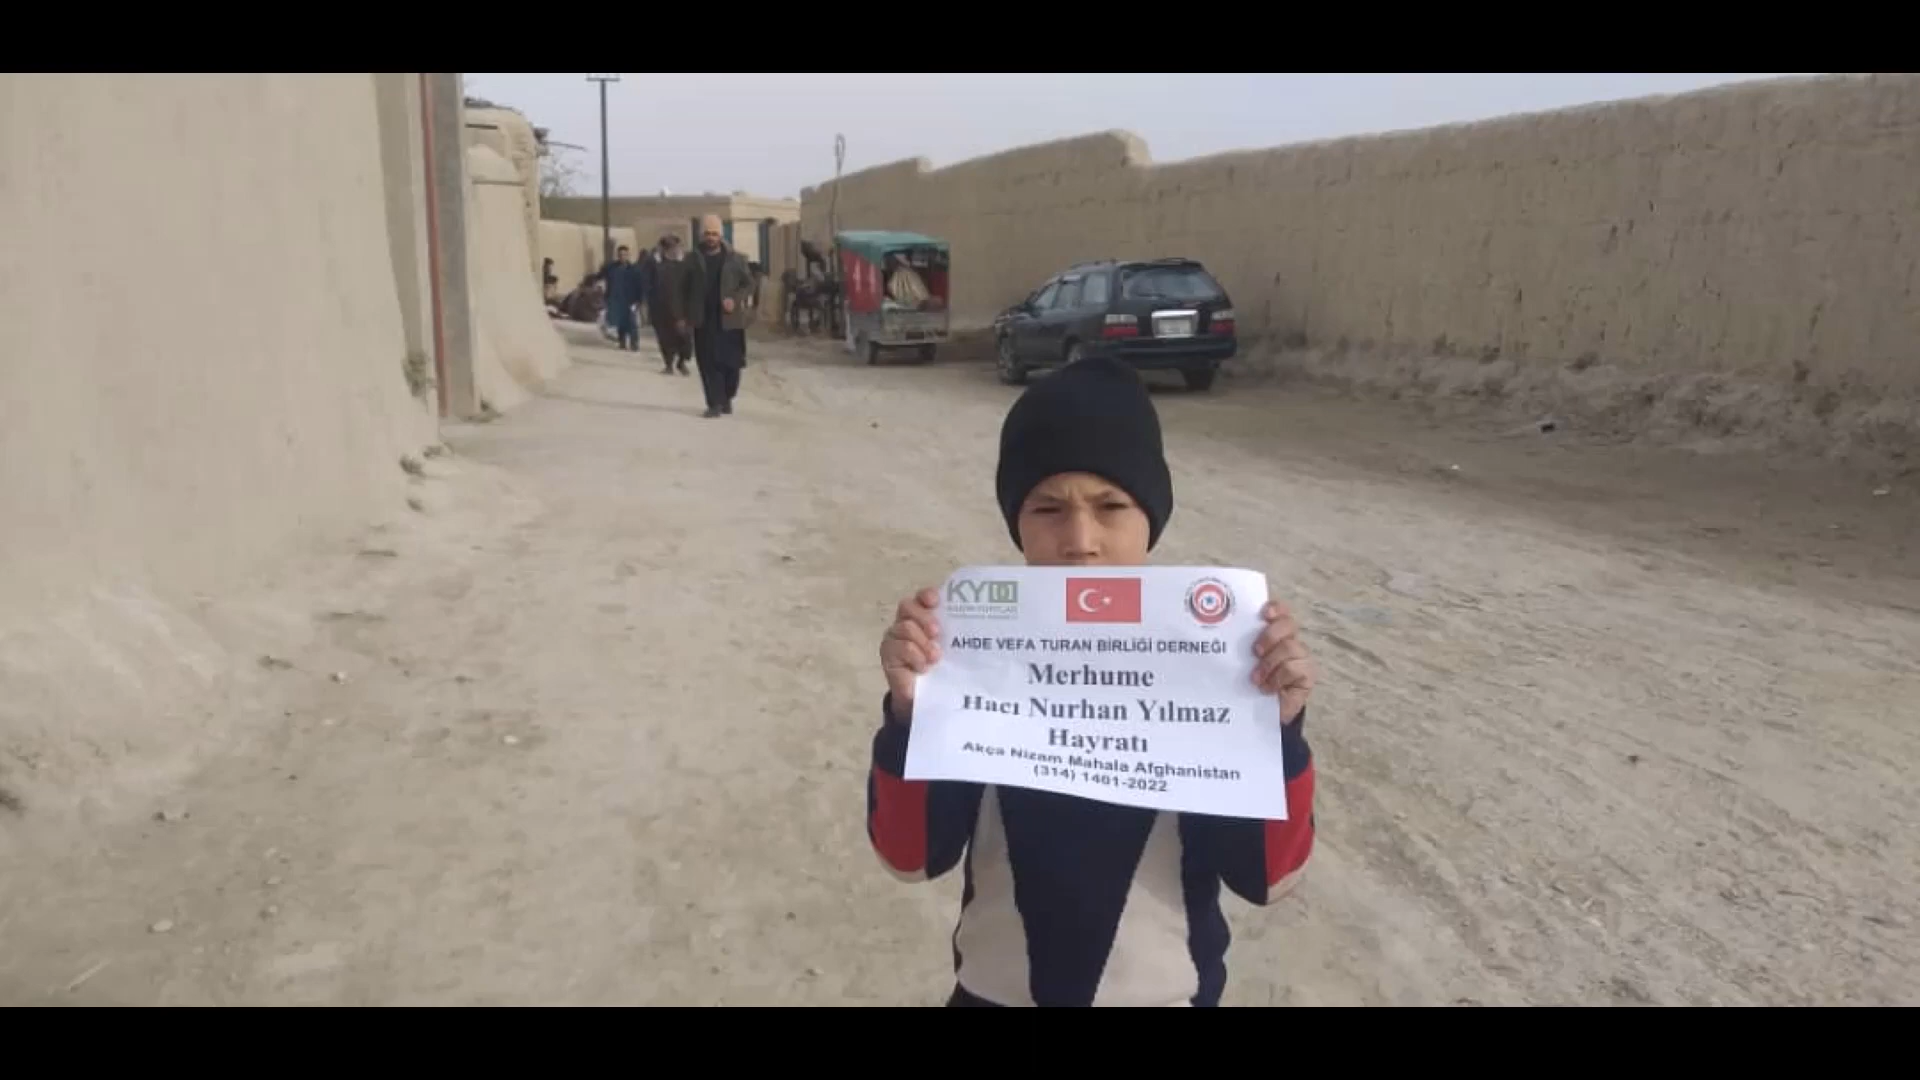 KYDD
AHDE VEFA TURAN BİRLİĞİ DERNEĞİ
Merhume
Hacı Nurhan Yılmaz
Hayratı
Akça Nizam Mahala Afghanistan
(314) 1401-2022